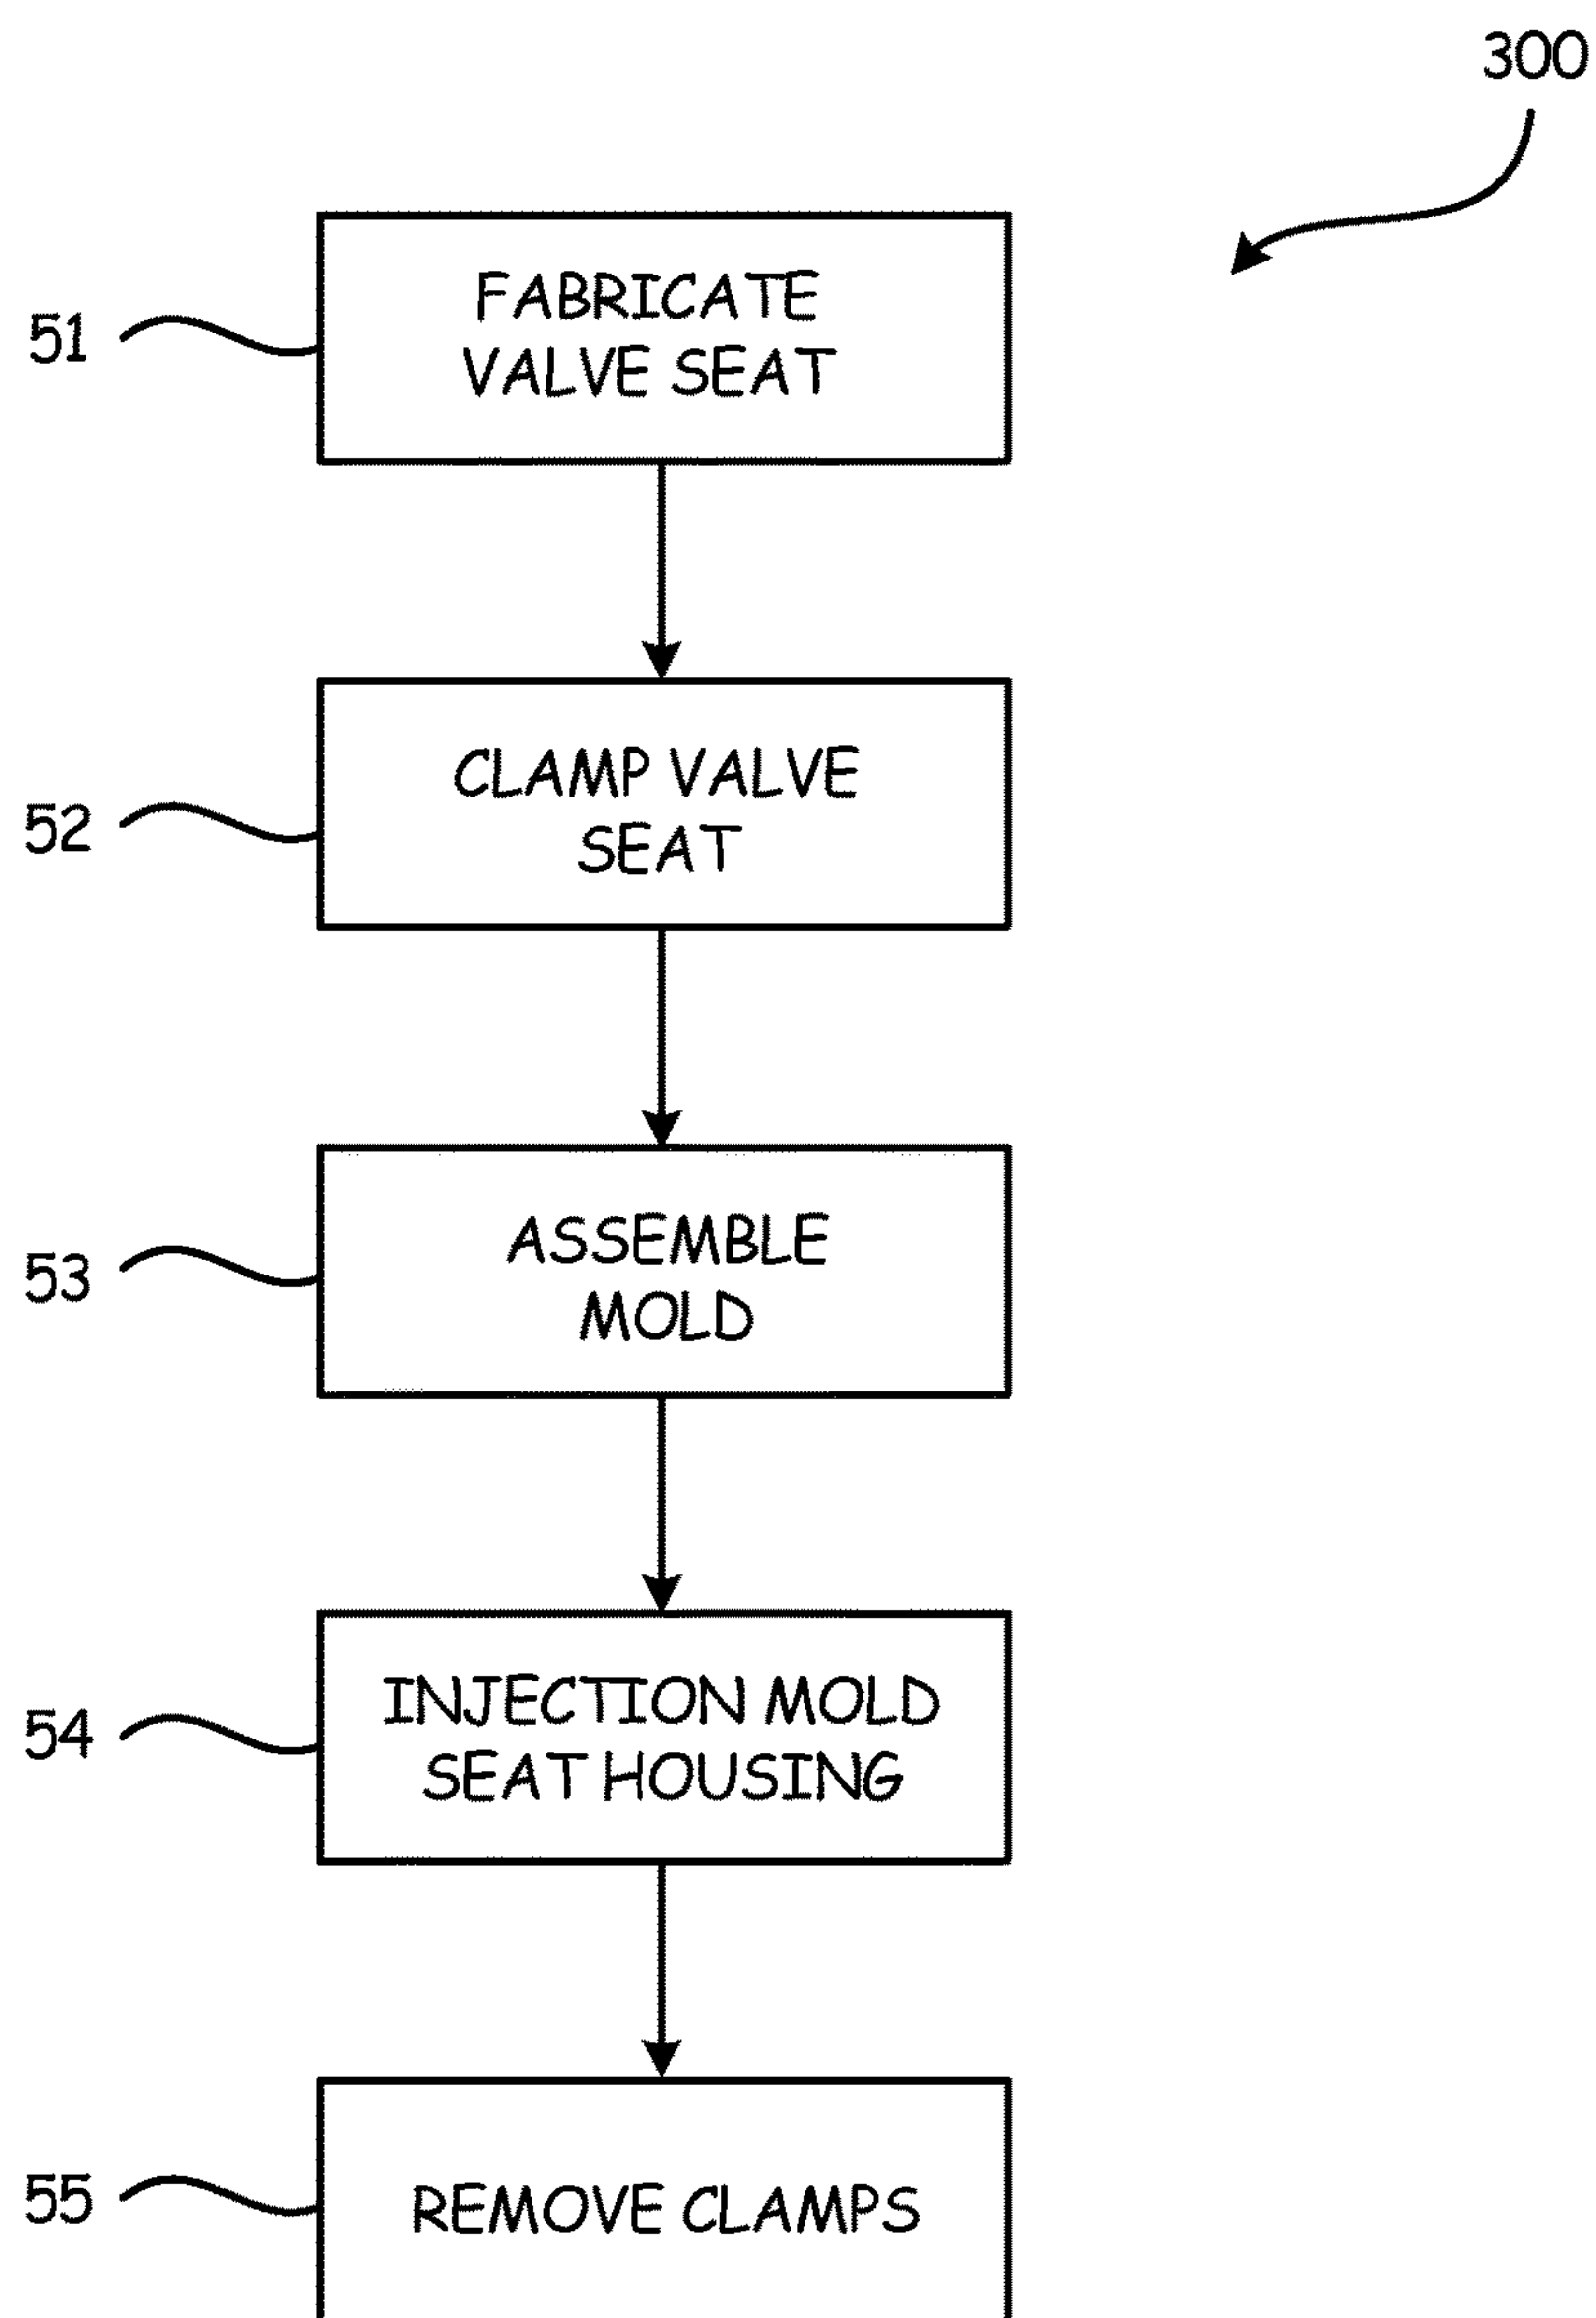 300
51
FABRICATE
VALVE SEAT
52
CLAMP VALVE
SEAT
53
ASSEMBLE
MOLD
54
INJECTION MOLD
SEAT HOUSING
55
REMOVE CLAMPS